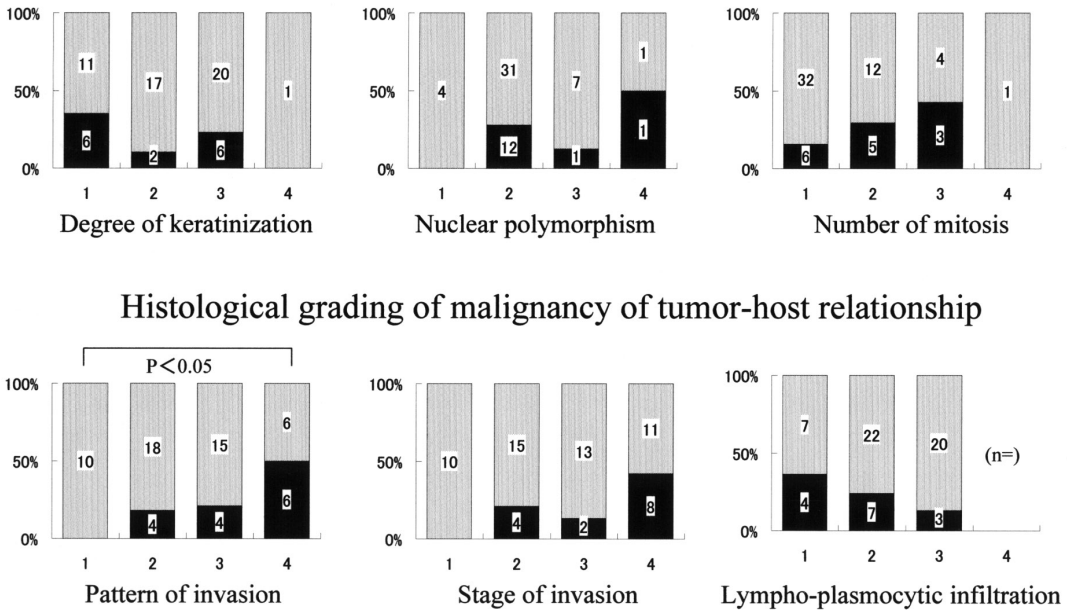 100% 100% 100%
11 17 20 1
4 31 7 1
32 12 4 1
50% 50% 50%
6 2 6
12 1 1
6 5 3
0% 0% 0%
1 2 3 4 1 2 3 4 1 2 3 4
Degree of keratinization Nuclear polymorphism Number of mitosis
Histological grading of malignancy of tumor-host relationship
P<0.05
100% 100% 100%
10 18 15 6
10 15 13 11
7 22 20 (n=)
50% 50% 50%
4 4 6
4 2 8
4 7 3
0% 0% 0%
1 2 3 4 1 2 3 4 1 2 3 4
Pattern of invasion Stage of invasion Lympho-plasmocytic infiltration